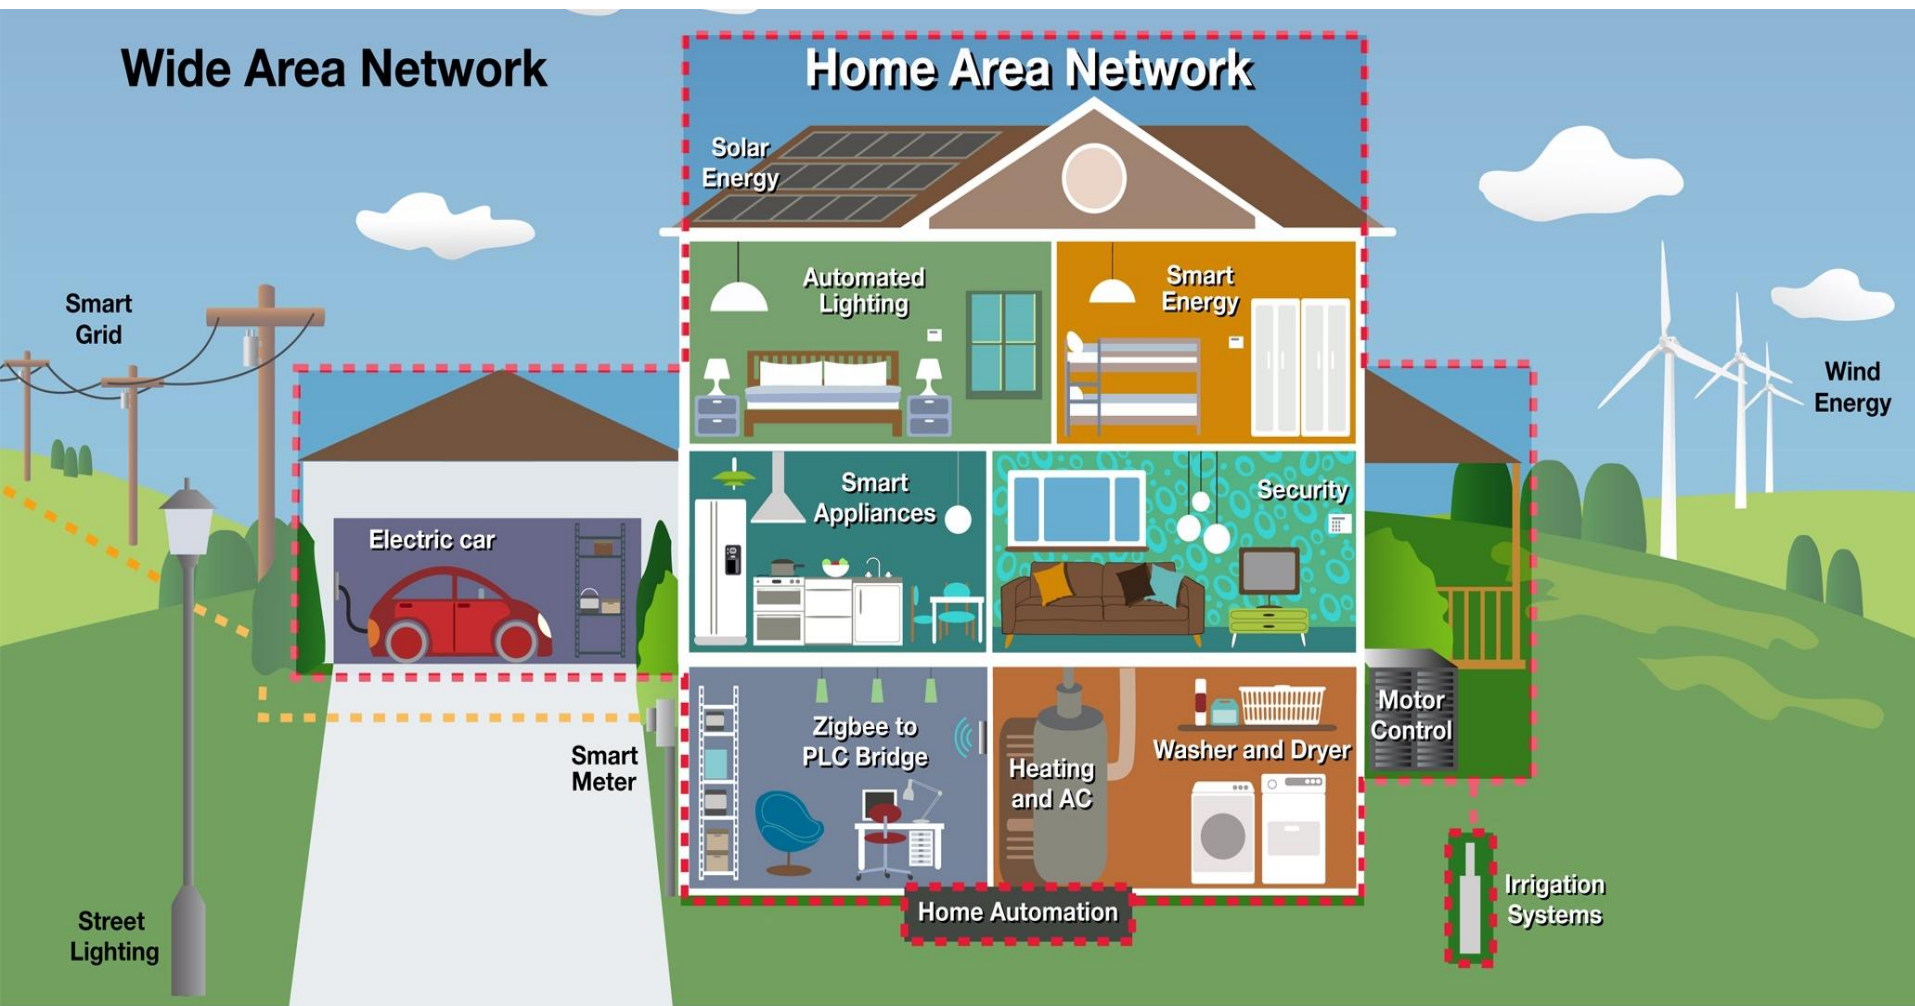 Wide Area Network
Home Area Network
Solar
Energy
Automated
Lighting
Smart
Energy
Smart
Grid
Wind
Energy
Smart
Appliances
Security
Electric car
Motor
Control
Zigbee to
PLC Bridge
Heating
and AC
Washer and Dryer
Smart
Meter
Irrigation
Systems
Home Automation
Street
Lighting